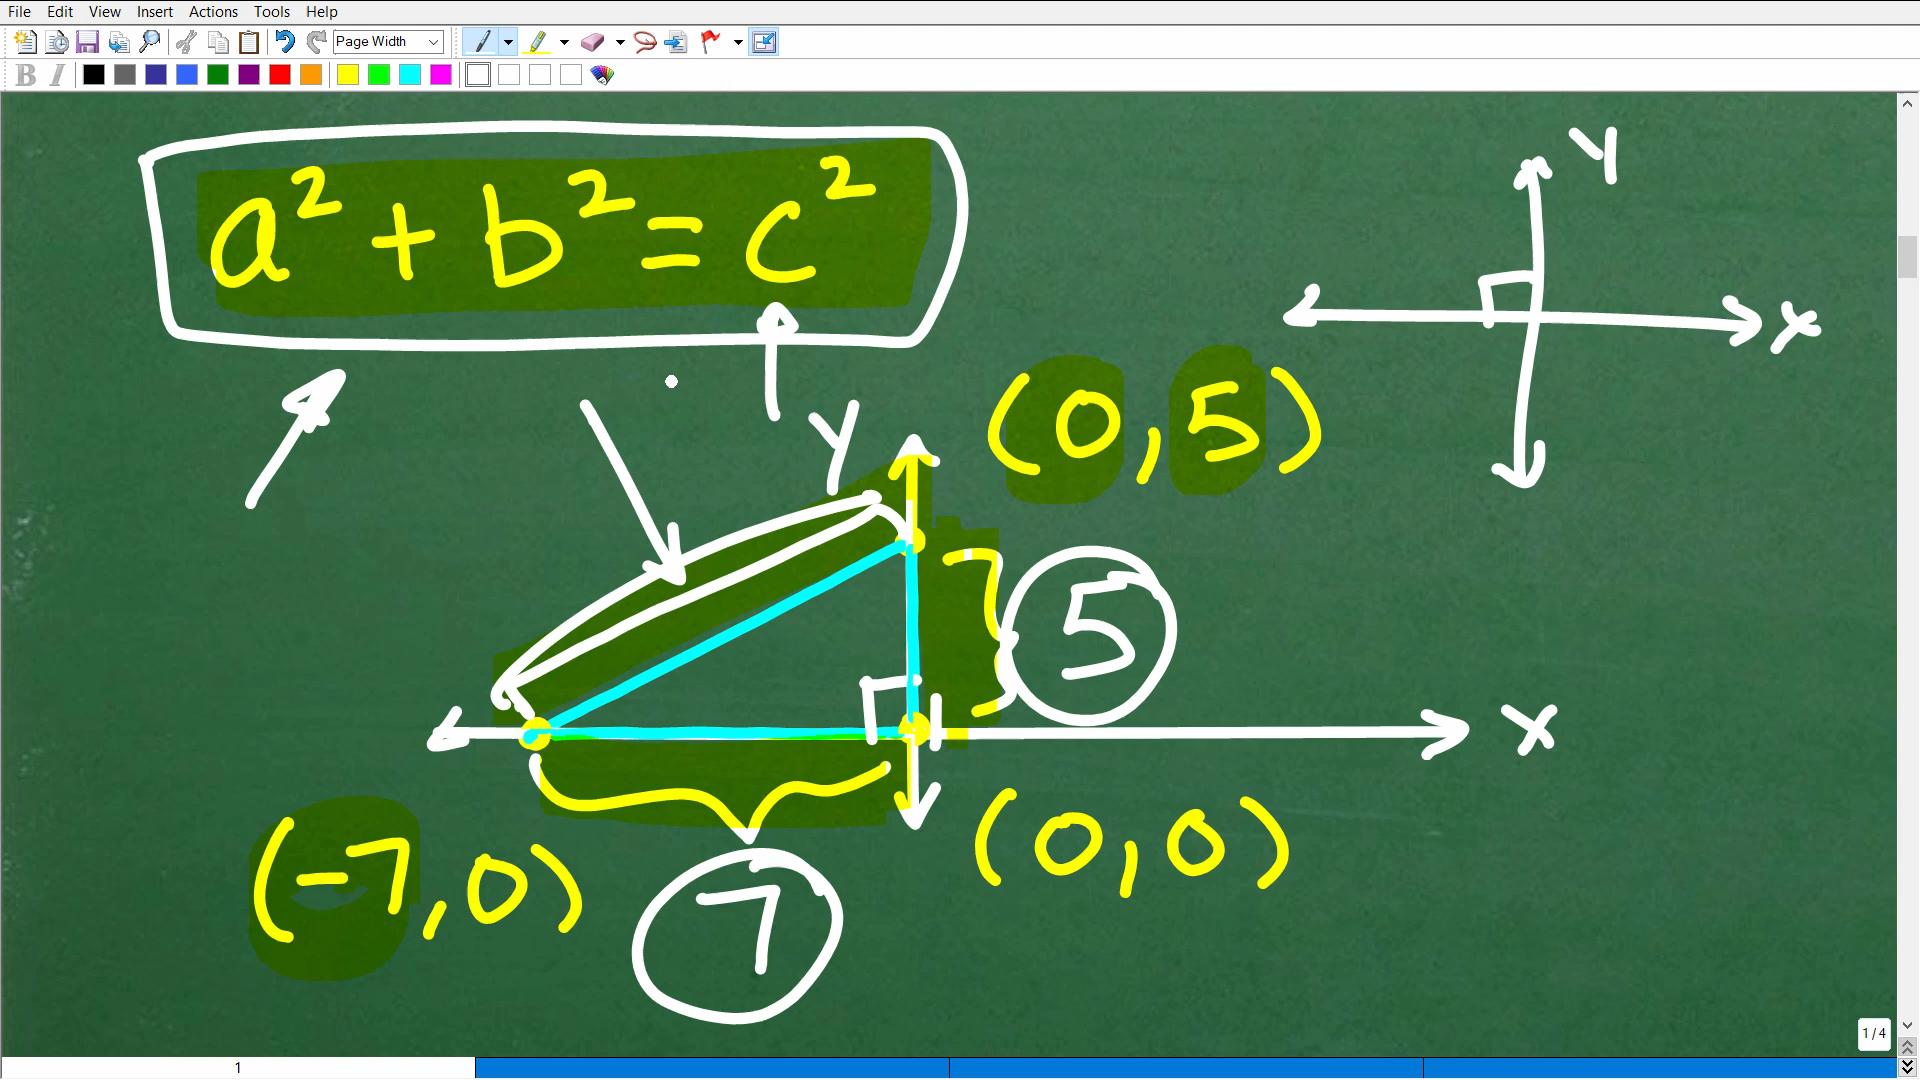 File Edit View Insert Actions Tools Help
Page Width
B I
a² + b² = c²
Y
X
Y
(0, 5)
5
X
(-7, 0)
7
(0, 0)
1 / 4
1